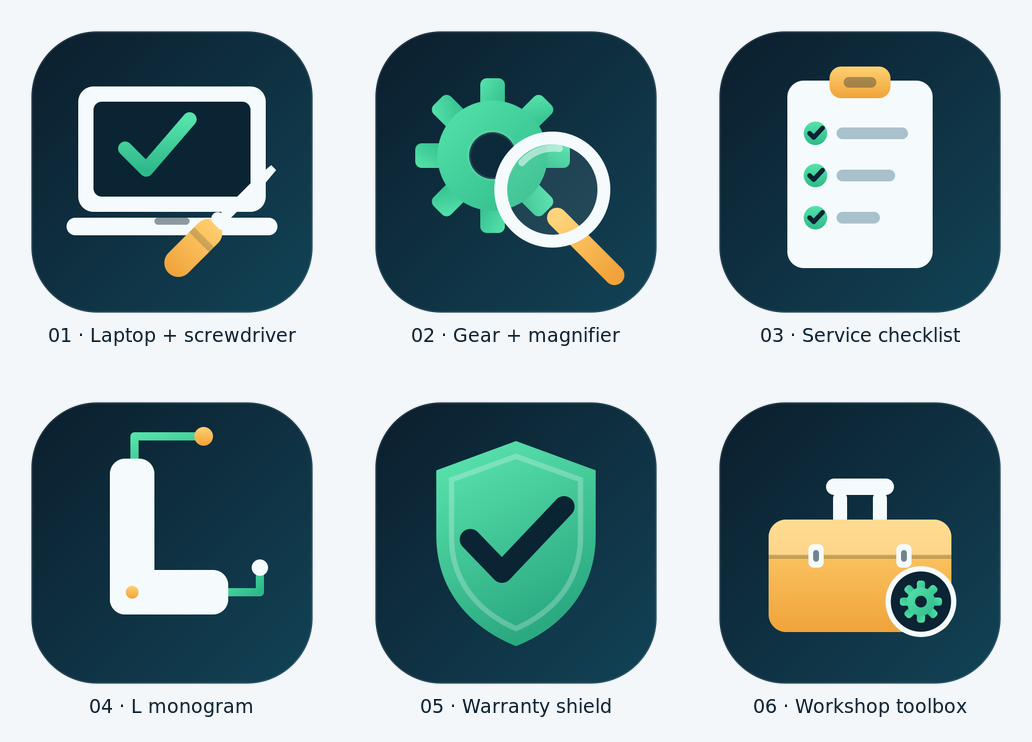 01 · Laptop + screwdriver
02 · Gear + magnifier
03 · Service checklist
04 · L monogram
05 · Warranty shield
06 · Workshop toolbox